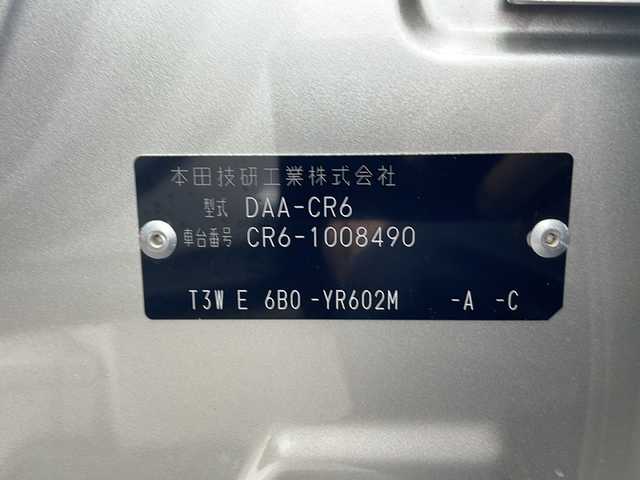 本田技研工業株式会社
型式 DAA-CR6
車台番号 CR6-1008490
T3W E 6B0 -YR602M -A -C